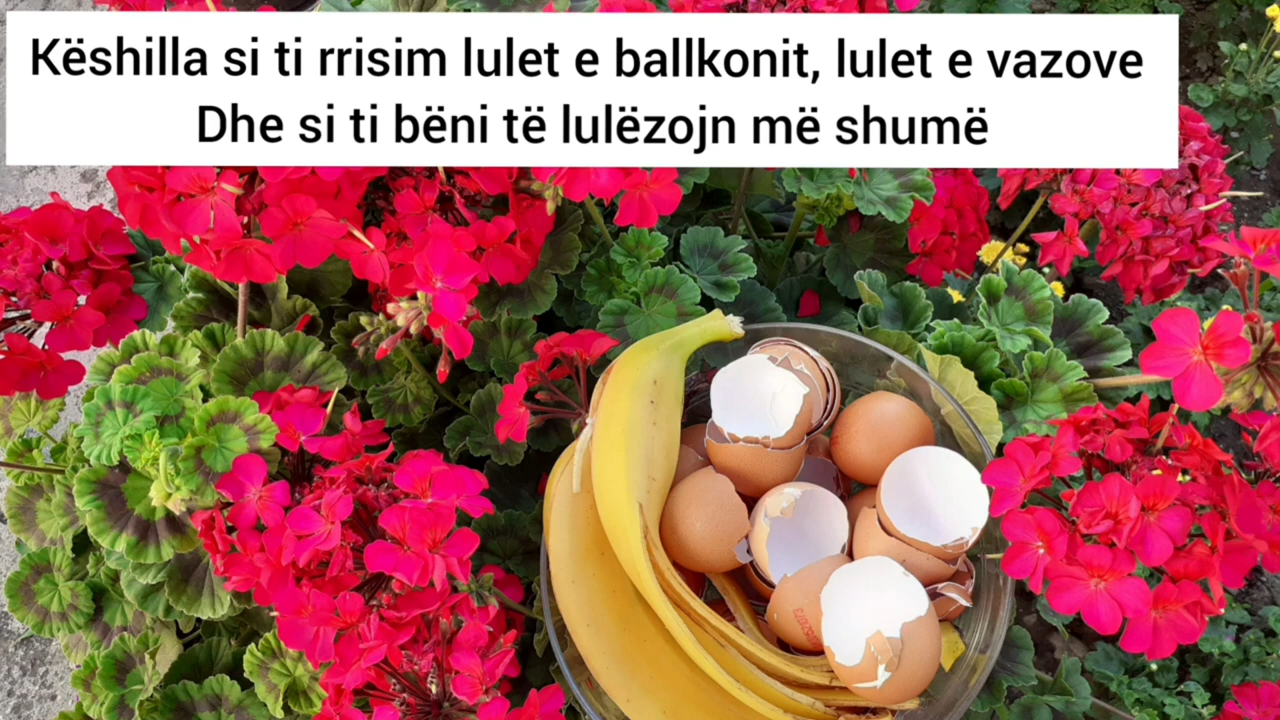 Këshilla si ti rrisim lulet e ballkonit, lulet e vazove
Dhe si ti bëni të lulëzojn më shumë